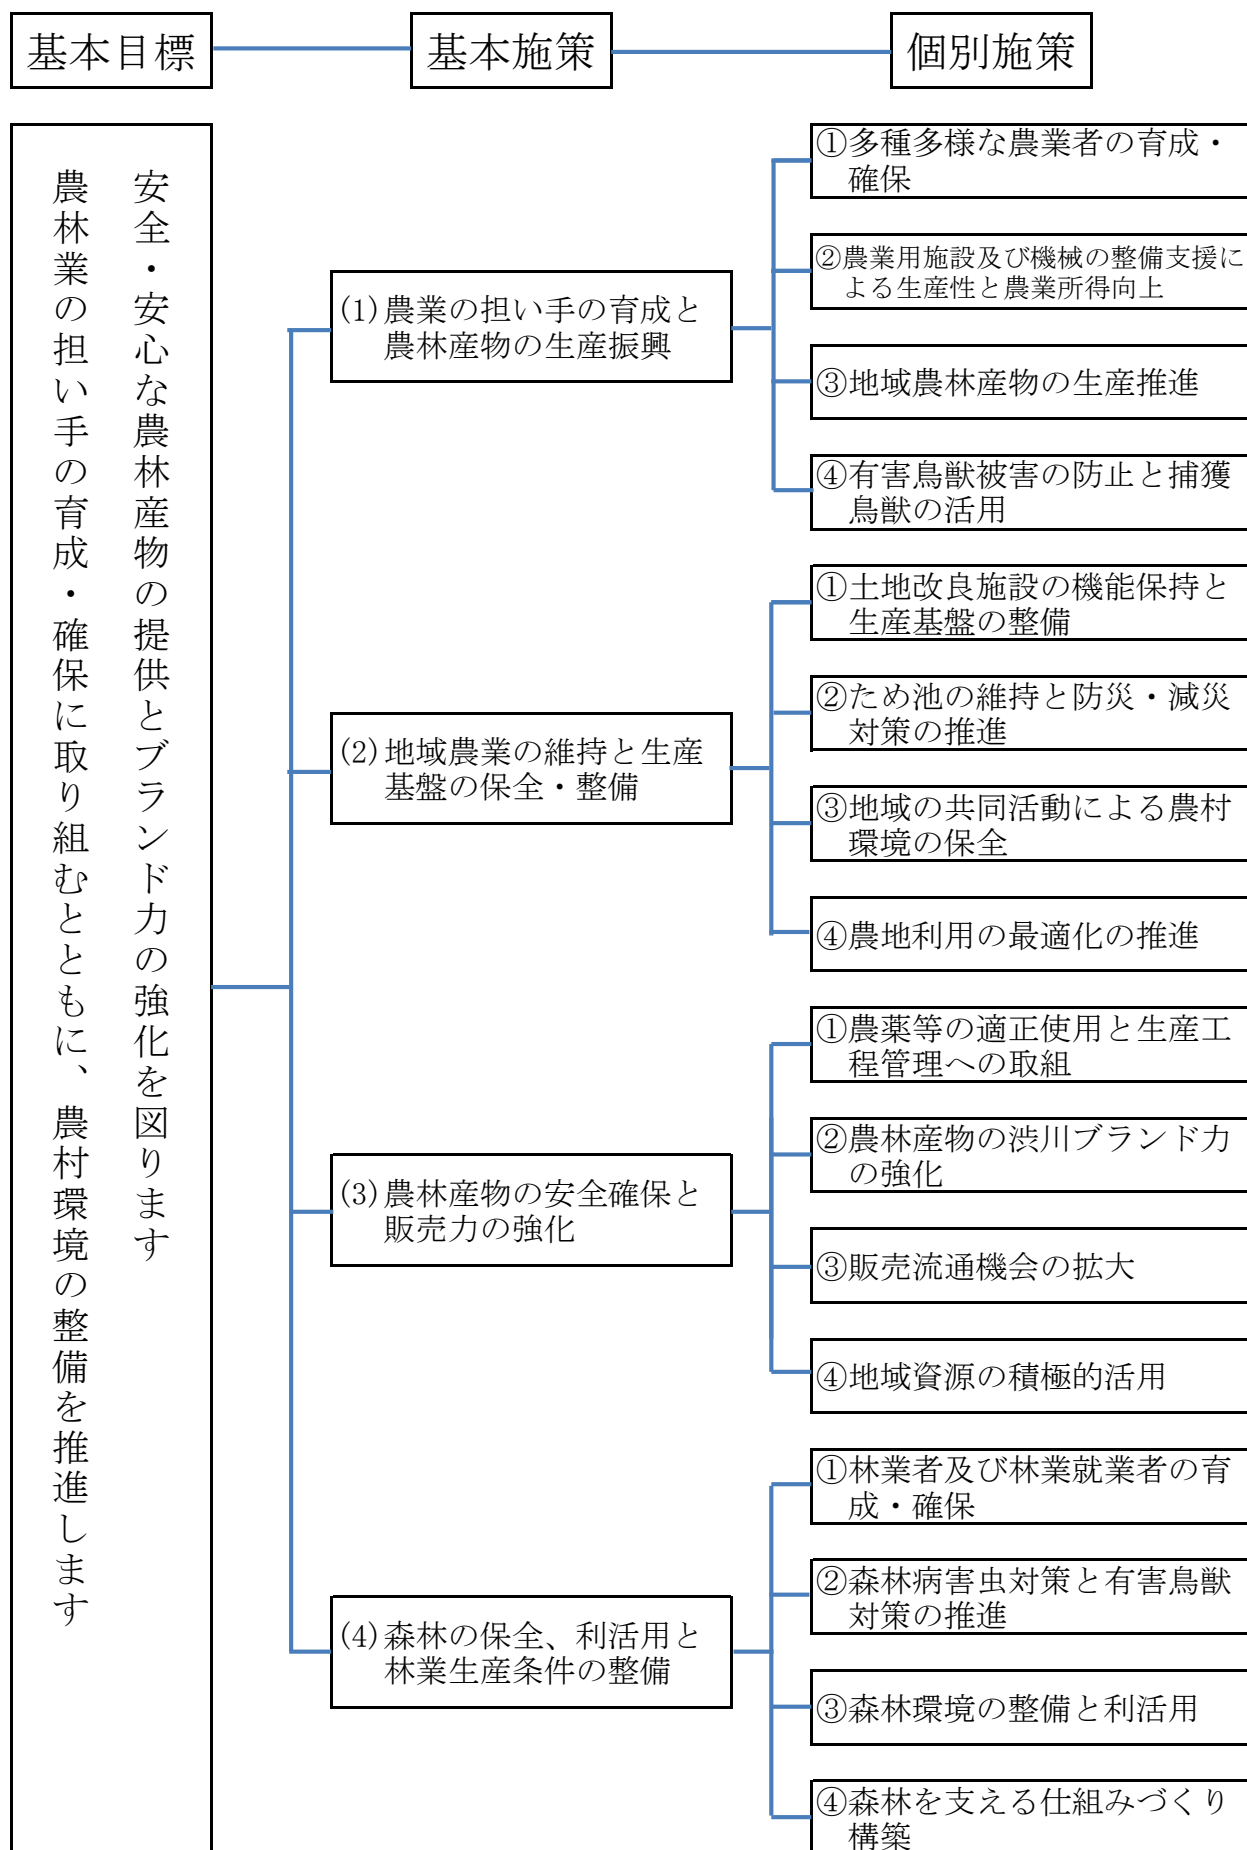 基本目標
基本施策
個別施策
安全・安心な農林産物の提供とブランド力の強化を図ります
農林業の担い手の育成・確保に取り組むとともに、農村環境の整備を推進します
(1)農業の担い手の育成と
農林産物の生産振興
①多種多様な農業者の育成・
確保
②農業用施設及び機械の整備支援に
よる生産性と農業所得向上
③地域農林産物の生産推進
④有害鳥獣被害の防止と捕獲
鳥獣の活用
(2)地域農業の維持と生産
基盤の保全・整備
①土地改良施設の機能保持と
生産基盤の整備
②ため池の維持と防災・減災
対策の推進
③地域の共同活動による農村
環境の保全
④農地利用の最適化の推進
(3)農林産物の安全確保と
販売力の強化
①農薬等の適正使用と生産工
程管理への取組
②農林産物の渋川ブランド力
の強化
③販売流通機会の拡大
④地域資源の積極的活用
(4)森林の保全、利活用と
林業生産条件の整備
①林業者及び林業就業者の育
成・確保
②森林病害虫対策と有害鳥獣
対策の推進
③森林環境の整備と利活用
④森林を支える仕組みづくり
構築